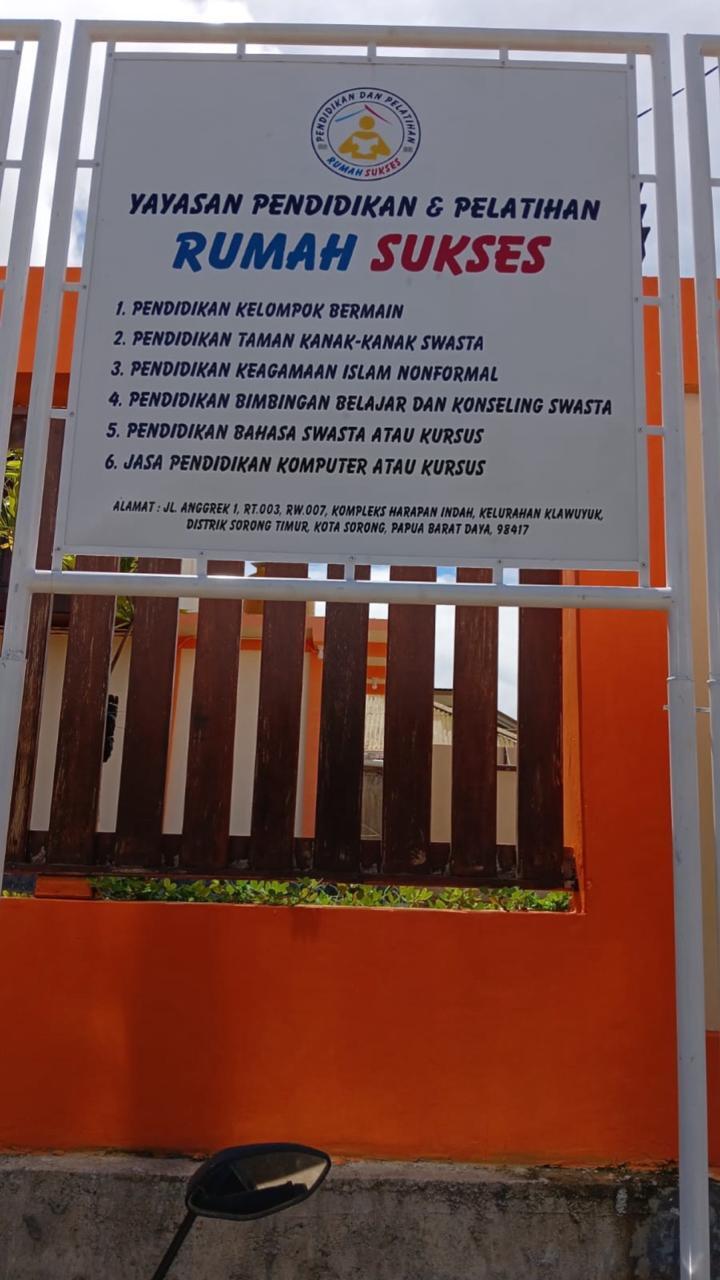 PENDIDIKAN DAN PELATIHAN
RUMAH SUKSES
YAYASAN PENDIDIKAN & PELATIHAN
RUMAH SUKSES
1. PENDIDIKAN KELOMPOK BERMAIN
2. PENDIDIKAN TAMAN KANAK-KANAK SWASTA
3. PENDIDIKAN KEAGAMAAN ISLAM NONFORMAL
4. PENDIDIKAN BIMBINGAN BELAJAR DAN KONSELING SWASTA
5. PENDIDIKAN BAHASA SWASTA ATAU KURSUS
6. JASA PENDIDIKAN KOMPUTER ATAU KURSUS
ALAMAT : JL. ANGGREK 1, RT.003, RW.007, KOMPLEKS HARAPAN INDAH, KELURAHAN KLAWUYUK,
DISTRIK SORONG TIMUR, KOTA SORONG, PAPUA BARAT DAYA, 98417